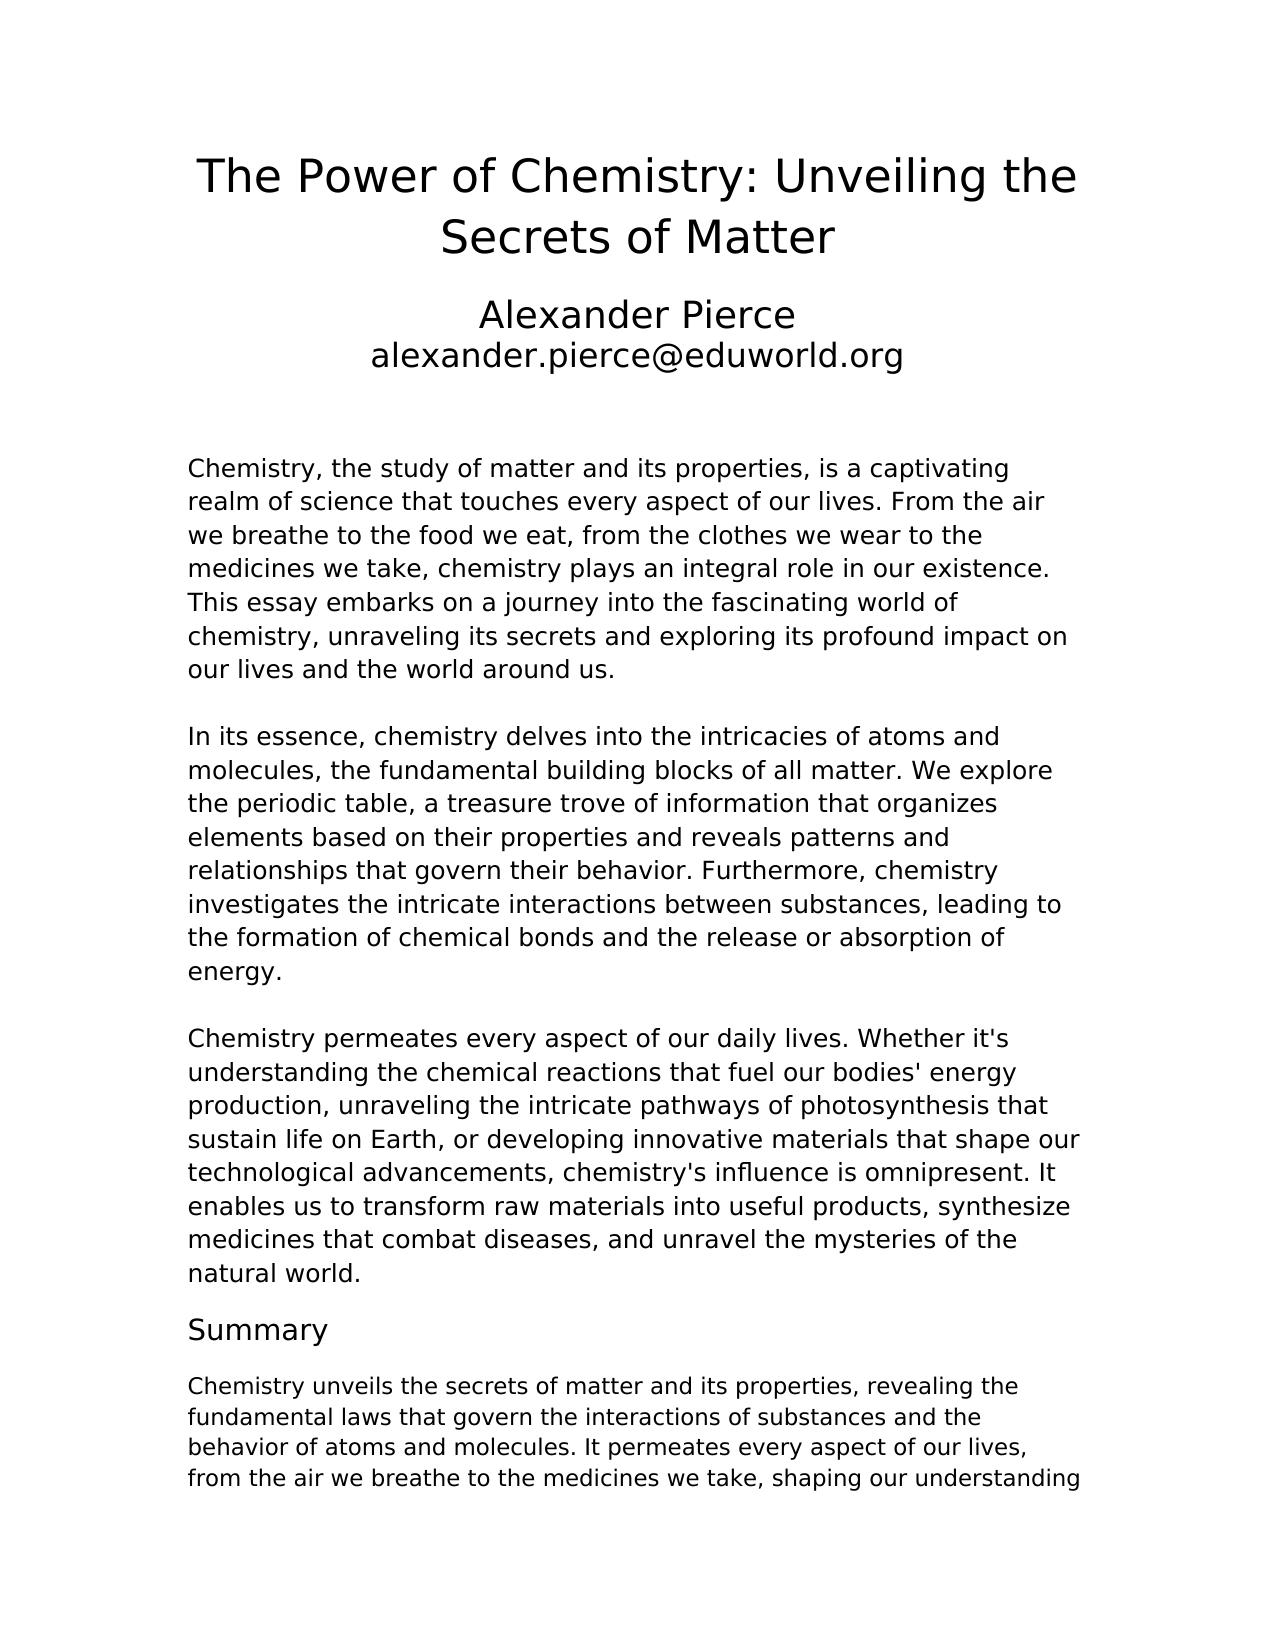 The Power of Chemistry: Unveiling the
Secrets of Matter
Alexander Pierce
alexander.pierce@eduworld.org
Chemistry, the study of matter and its properties, is a captivating
realm of science that touches every aspect of our lives. From the air
we breathe to the food we eat, from the clothes we wear to the
medicines we take, chemistry plays an integral role in our existence.
This essay embarks on a journey into the fascinating world of
chemistry, unraveling its secrets and exploring its profound impact on
our lives and the world around us.
In its essence, chemistry delves into the intricacies of atoms and
molecules, the fundamental building blocks of all matter. We explore
the periodic table, a treasure trove of information that organizes
elements based on their properties and reveals patterns and
relationships that govern their behavior. Furthermore, chemistry
investigates the intricate interactions between substances, leading to
the formation of chemical bonds and the release or absorption of
energy.
Chemistry permeates every aspect of our daily lives. Whether it's
understanding the chemical reactions that fuel our bodies' energy
production, unraveling the intricate pathways of photosynthesis that
sustain life on Earth, or developing innovative materials that shape our
technological advancements, chemistry's influence is omnipresent. It
enables us to transform raw materials into useful products, synthesize
medicines that combat diseases, and unravel the mysteries of the
natural world.
Summary
Chemistry unveils the secrets of matter and its properties, revealing the
fundamental laws that govern the interactions of substances and the
behavior of atoms and molecules. It permeates every aspect of our lives,
from the air we breathe to the medicines we take, shaping our understanding